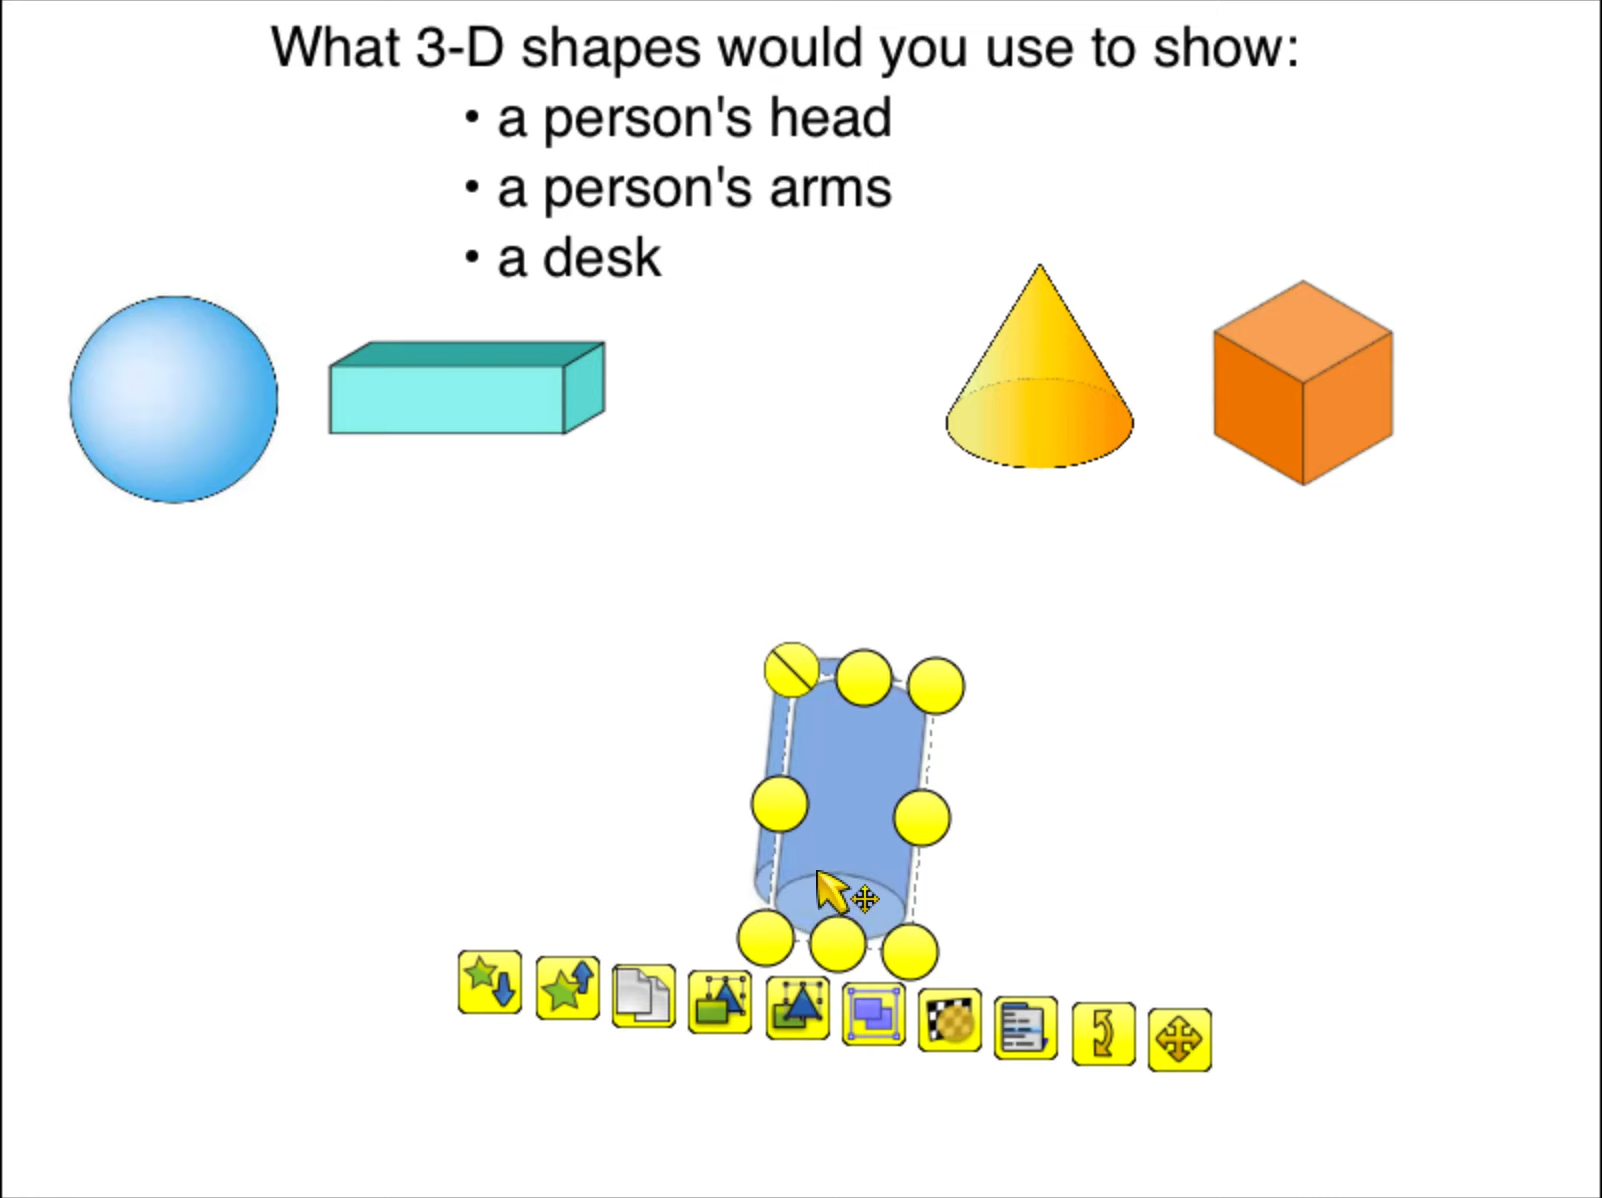 What 3-D shapes would you use to show:
• a person's head
• a person's arms
• a desk